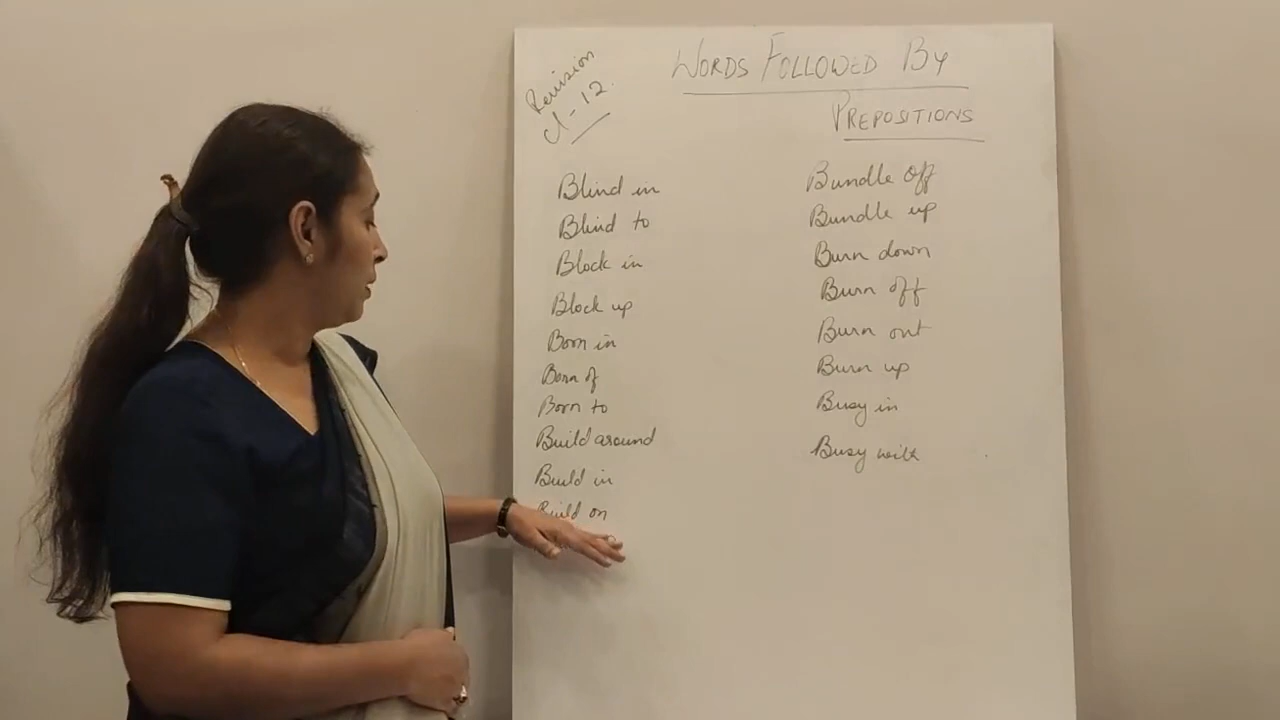 Revision
Cl-12.
WORDS FOLLOWED BY
PREPOSITIONS
Blind in
Blind to
Block in
Block up
Born in
Born of
Born to
Build around
Build in
Build on
Bundle off
Bundle up
Burn down
Burn off
Burn out
Burn up
Busy in
Busy with